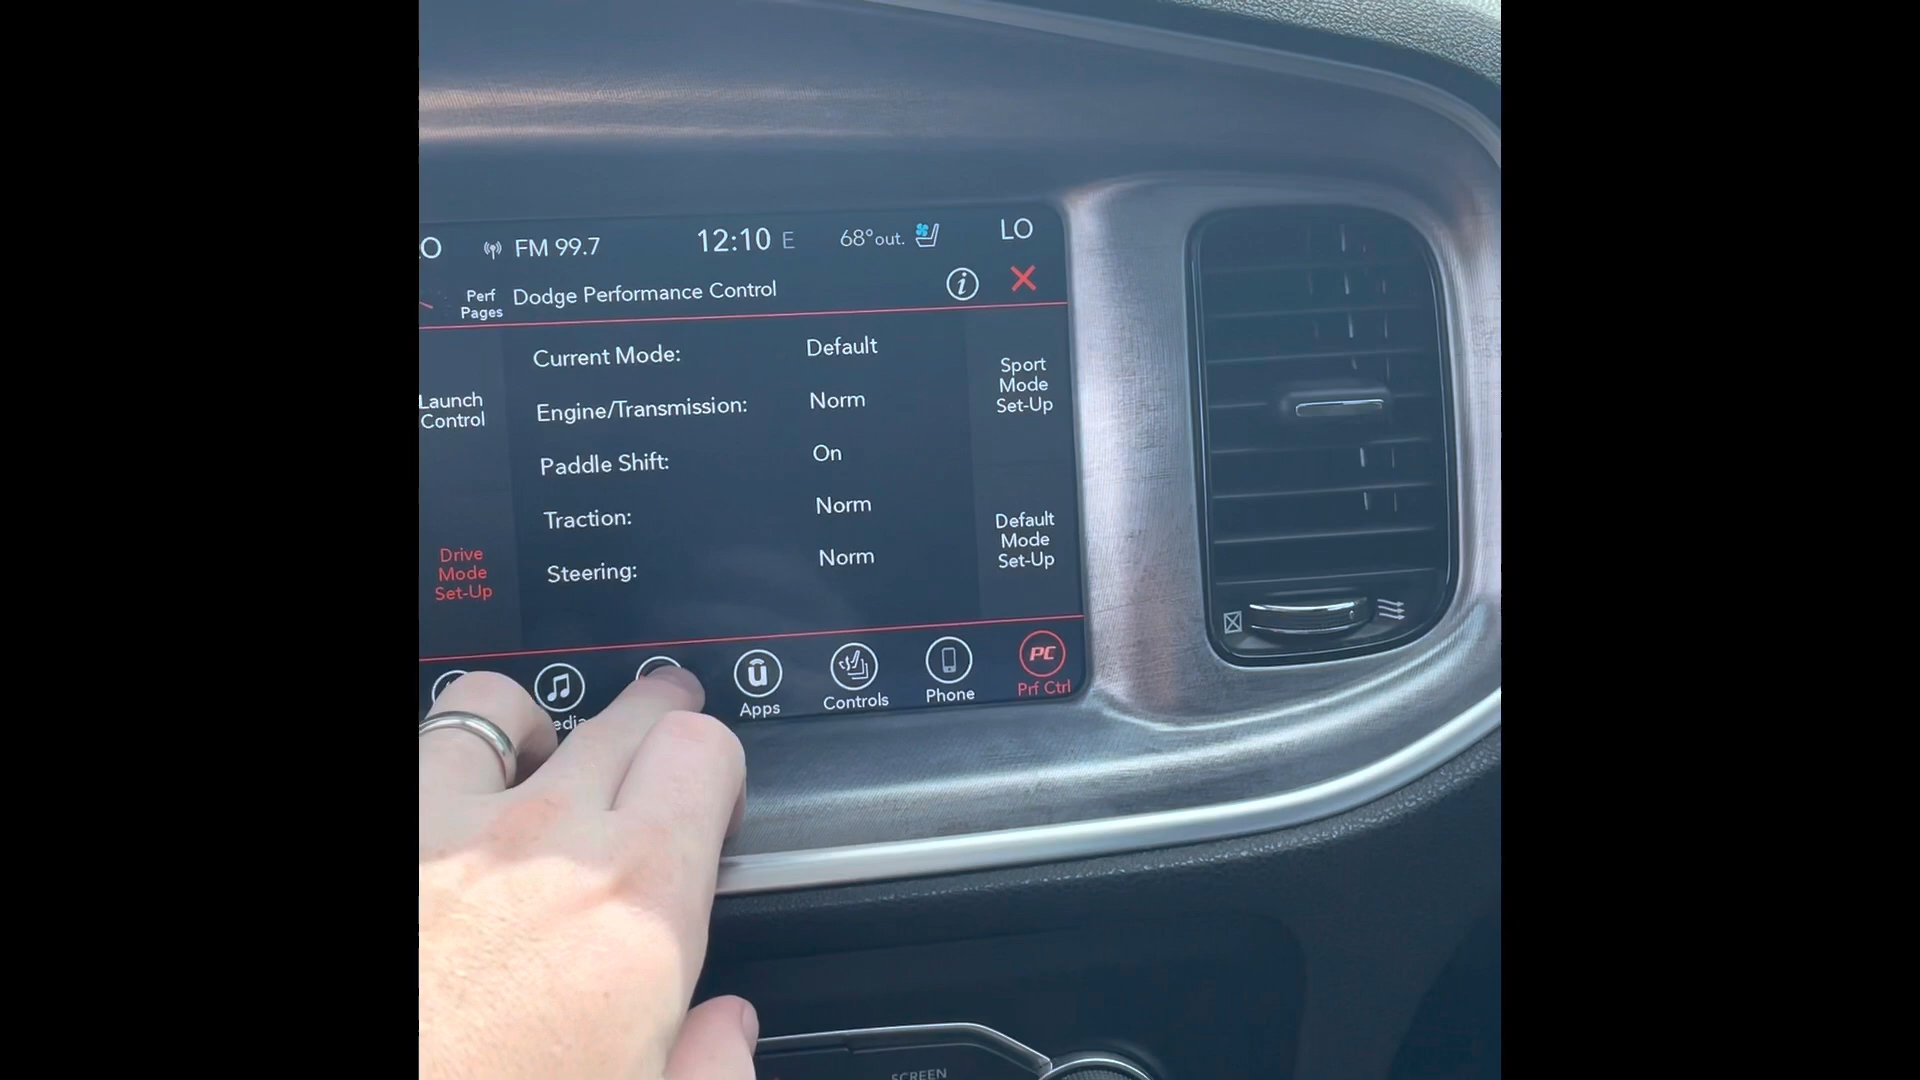 FM 99.7
12:10 E
68°out.
LO
Perf
Pages
Dodge Performance Control
i
Launch
Control
Current Mode: Default
Engine/Transmission: Norm
Paddle Shift: On
Traction: Norm
Steering: Norm
Sport
Mode
Set-Up
Drive
Mode
Set-Up
Default
Mode
Set-Up
Apps
Controls
Phone
PC
Prf Ctrl
SCREEN